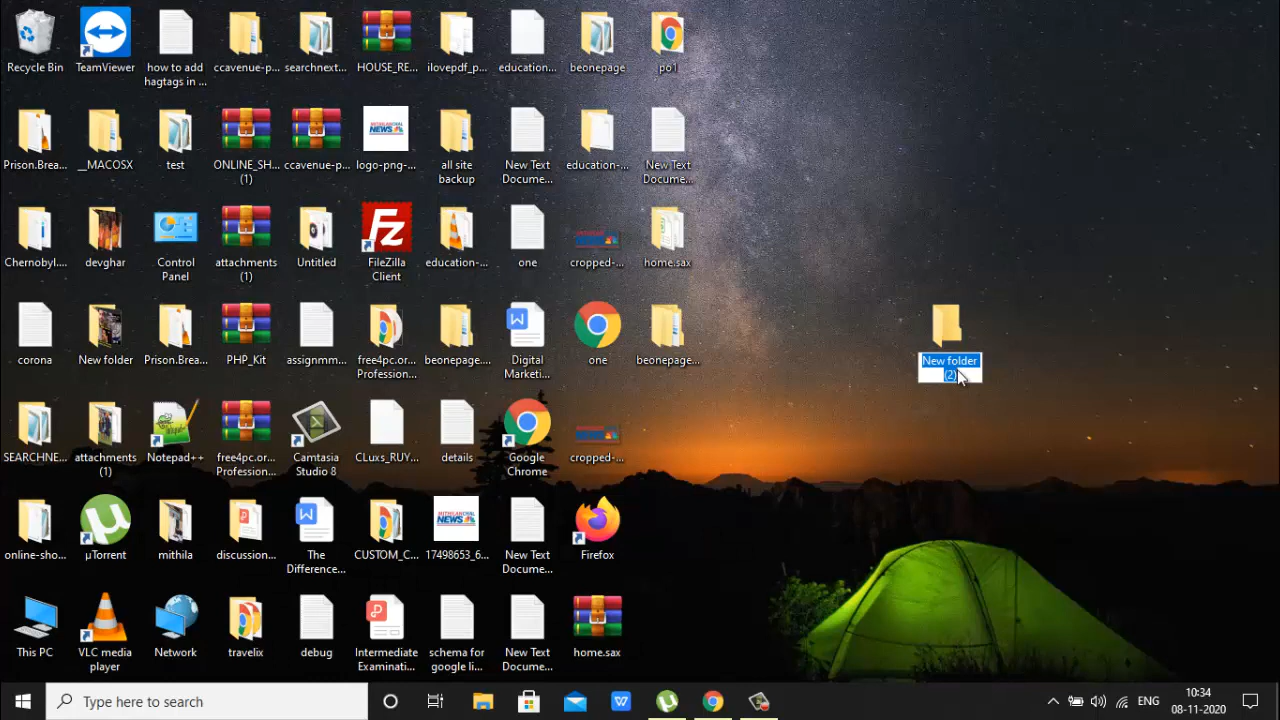 Recycle Bin
TeamViewer
how to add
hagtags in ...
ccavenue-p...
searchnext...
HOUSE_RE...
ilovepdf_p...
education...
beonepage
po1
Prison.Brea...
__MACOSX
test
ONLINE_SH...
(1)
ccavenue-p...
logo-png-...
all site
backup
New Text
Docume...
education-...
New Text
Docume...
Chernobyl....
devghar
Control
Panel
attachments
(1)
Untitled
FileZilla
Client
education-...
one
cropped-...
home.sax
corona
New folder
Prison.Brea...
PHP_Kit
assignmm...
free4pc.or...
Profession...
beonepage...
Digital
Marketi...
one
beonepage...
New folder
(2)
SEARCHNE...
attachments
(1)
Notepad++
free4pc.or...
Profession...
Camtasia
Studio 8
CLuxs_RUY...
details
Google
Chrome
cropped-...
online-sho...
µTorrent
mithila
discussion...
The
Difference...
CUSTOM_C...
17498653_6...
New Text
Docume...
Firefox
This PC
VLC media
player
Network
travelix
debug
Intermediate
Examinati...
schema for
google li...
New Text
Docume...
home.sax
Type here to search
ENG
10:34
08-11-2020